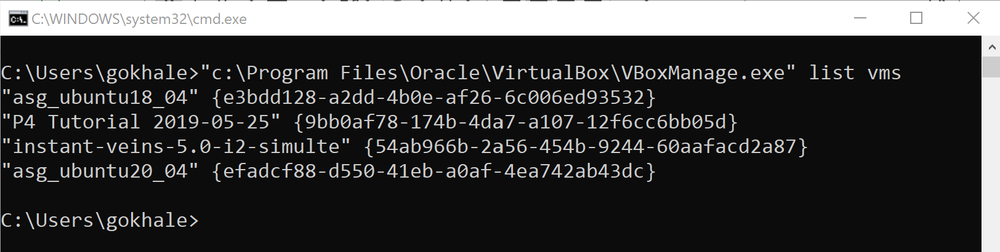 C:\WINDOWS\system32\cmd.exe
C:\Users\gokhale>"c:\Program Files\Oracle\VirtualBox\VBoxManage.exe" list vms
"asg_ubuntu18_04" {e3bdd128-a2dd-4b0e-af26-6c006ed93532}
"P4 Tutorial 2019-05-25" {9bb0af78-174b-4da7-a107-12f6cc6bb05d}
"instant-veins-5.0-i2-simulte" {54ab966b-2a56-454b-9244-60aafacd2a87}
"asg_ubuntu20_04" {efadcf88-d550-41eb-a0af-4ea742ab43dc}
C:\Users\gokhale>